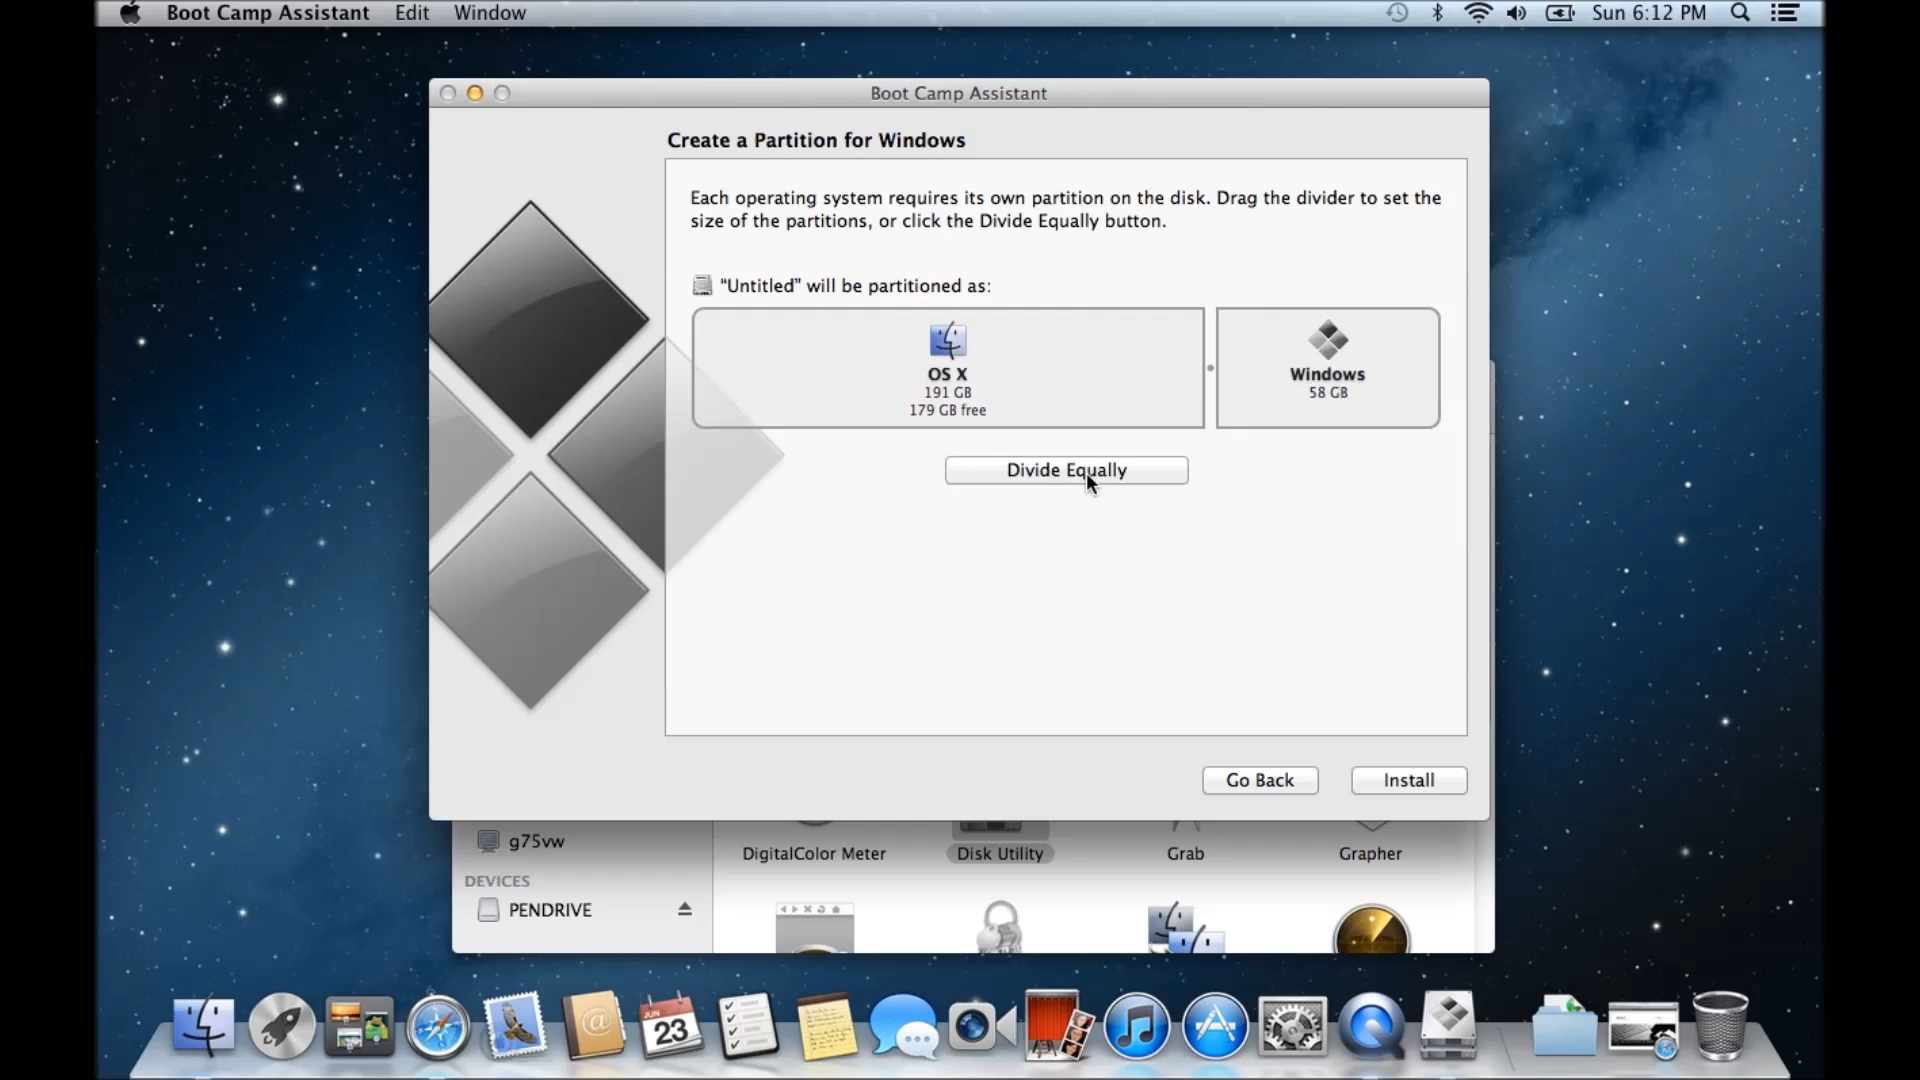 Boot Camp Assistant Edit Window Sun 6:12 PM
Boot Camp Assistant
Create a Partition for Windows
Each operating system requires its own partition on the disk. Drag the divider to set the
size of the partitions, or click the Divide Equally button.
“Untitled” will be partitioned as:
OS X
191 GB
179 GB free
Windows
58 GB
Divide Equally
Go Back Install
g75vw
DEVICES
PENDRIVE
DigitalColor Meter Disk Utility Grab Grapher
JUN
23